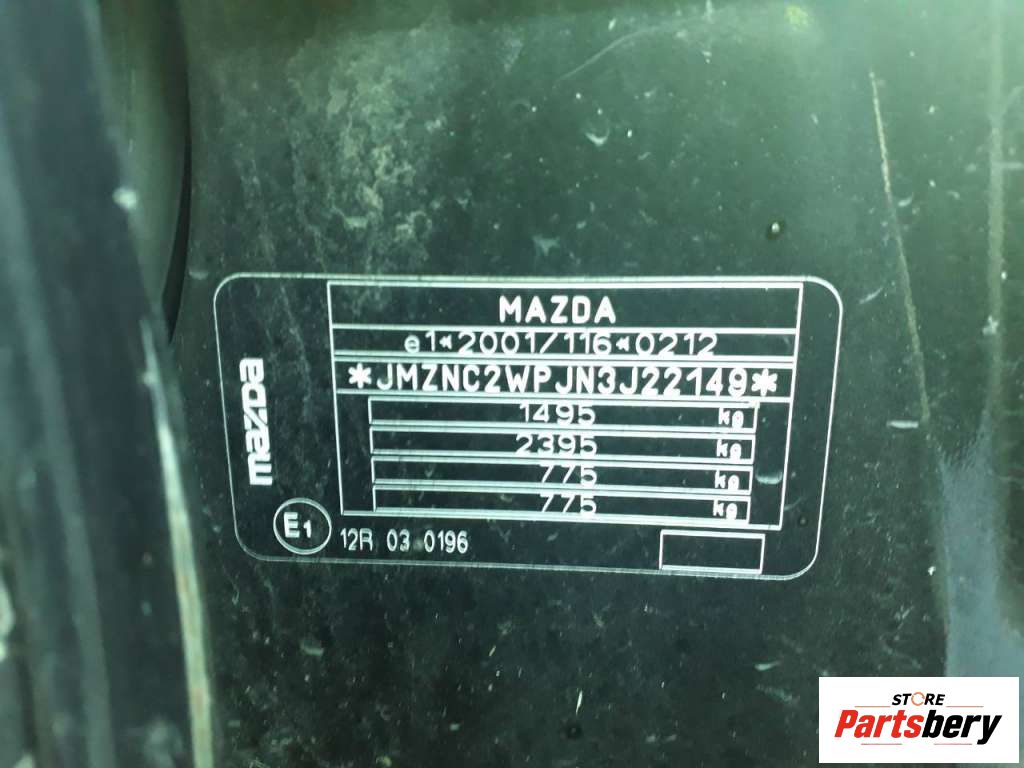 MAZDA
e1*2001/116*0212
*JMZNC2WPJN3J22149*
1495 kg
2395 kg
775 kg
775 kg
mazda
E1 12R 03 0196
STORE
Partsbery